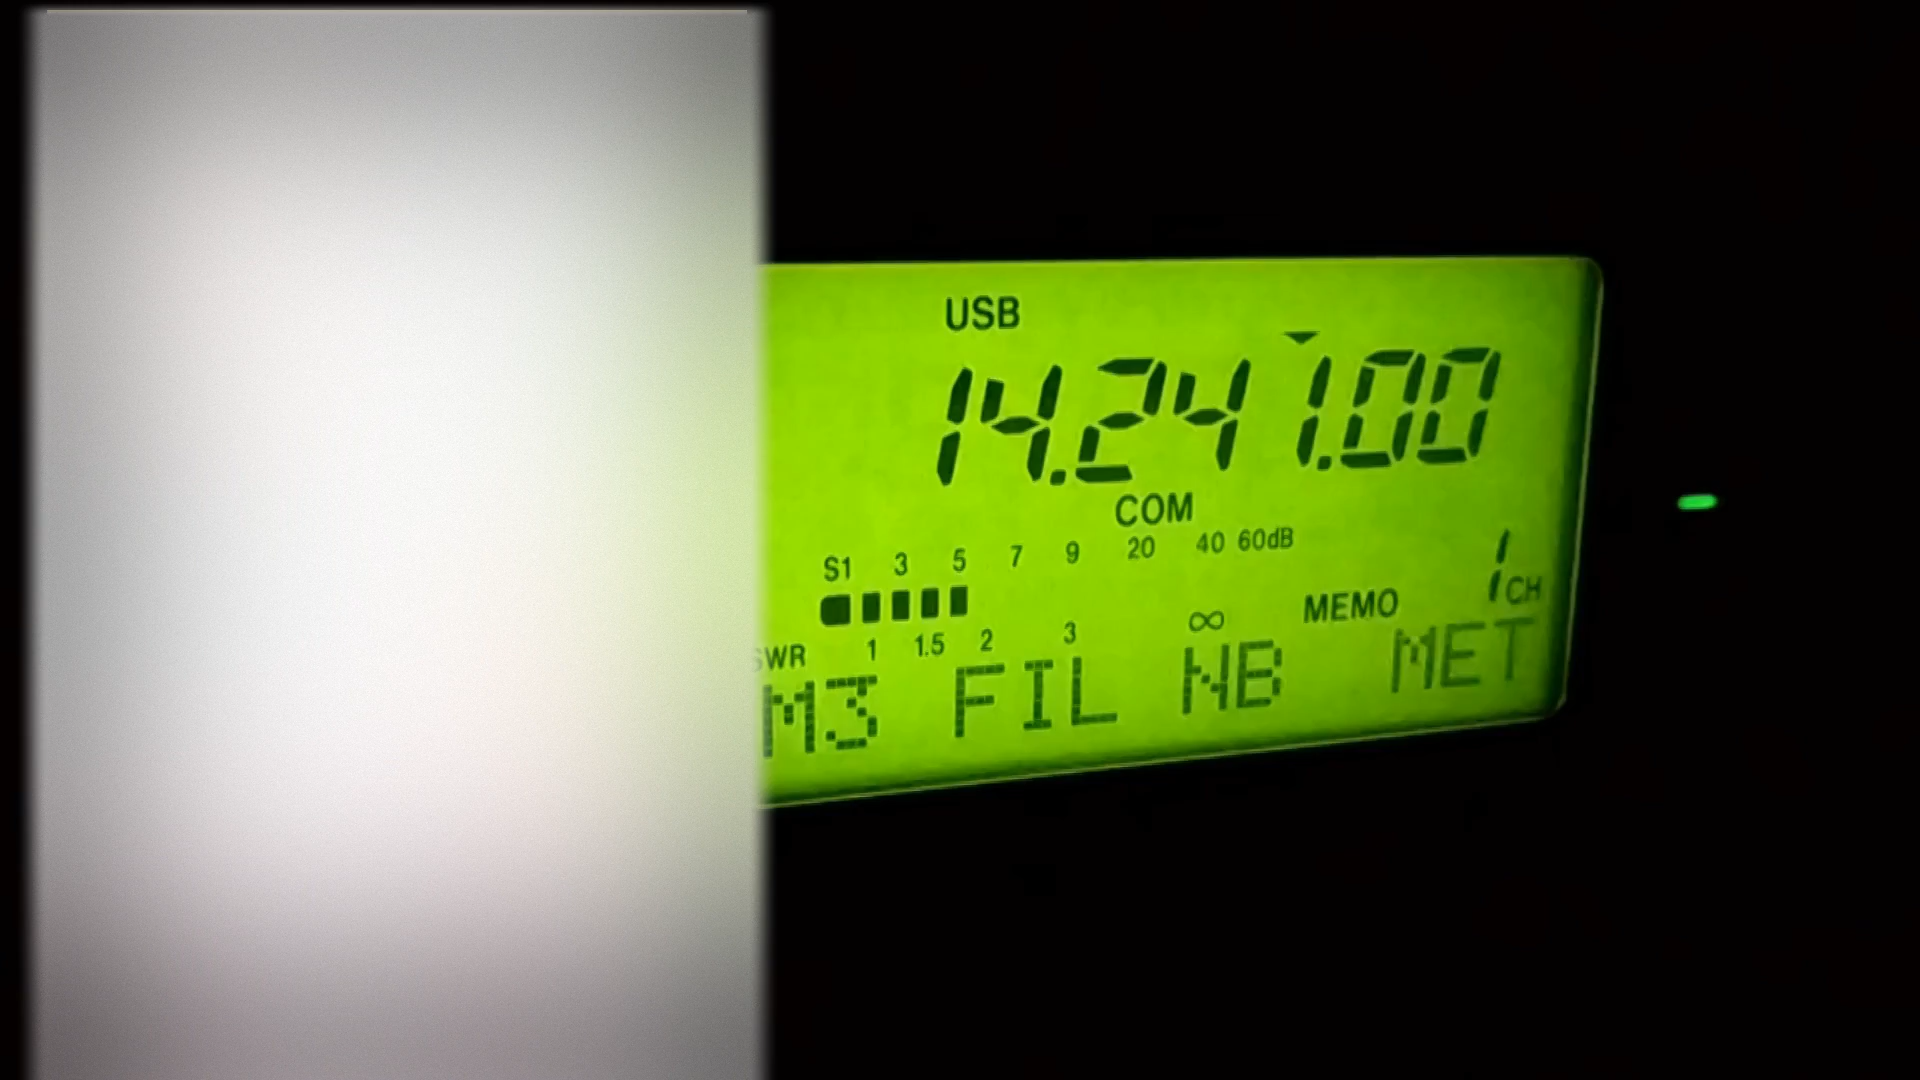 USB
14.241.00
COM
S1 3 5 7 9 20 40 60dB
1CH
SWR 1 1.5 2 3 ∞ MEMO
M3 FIL NB MET